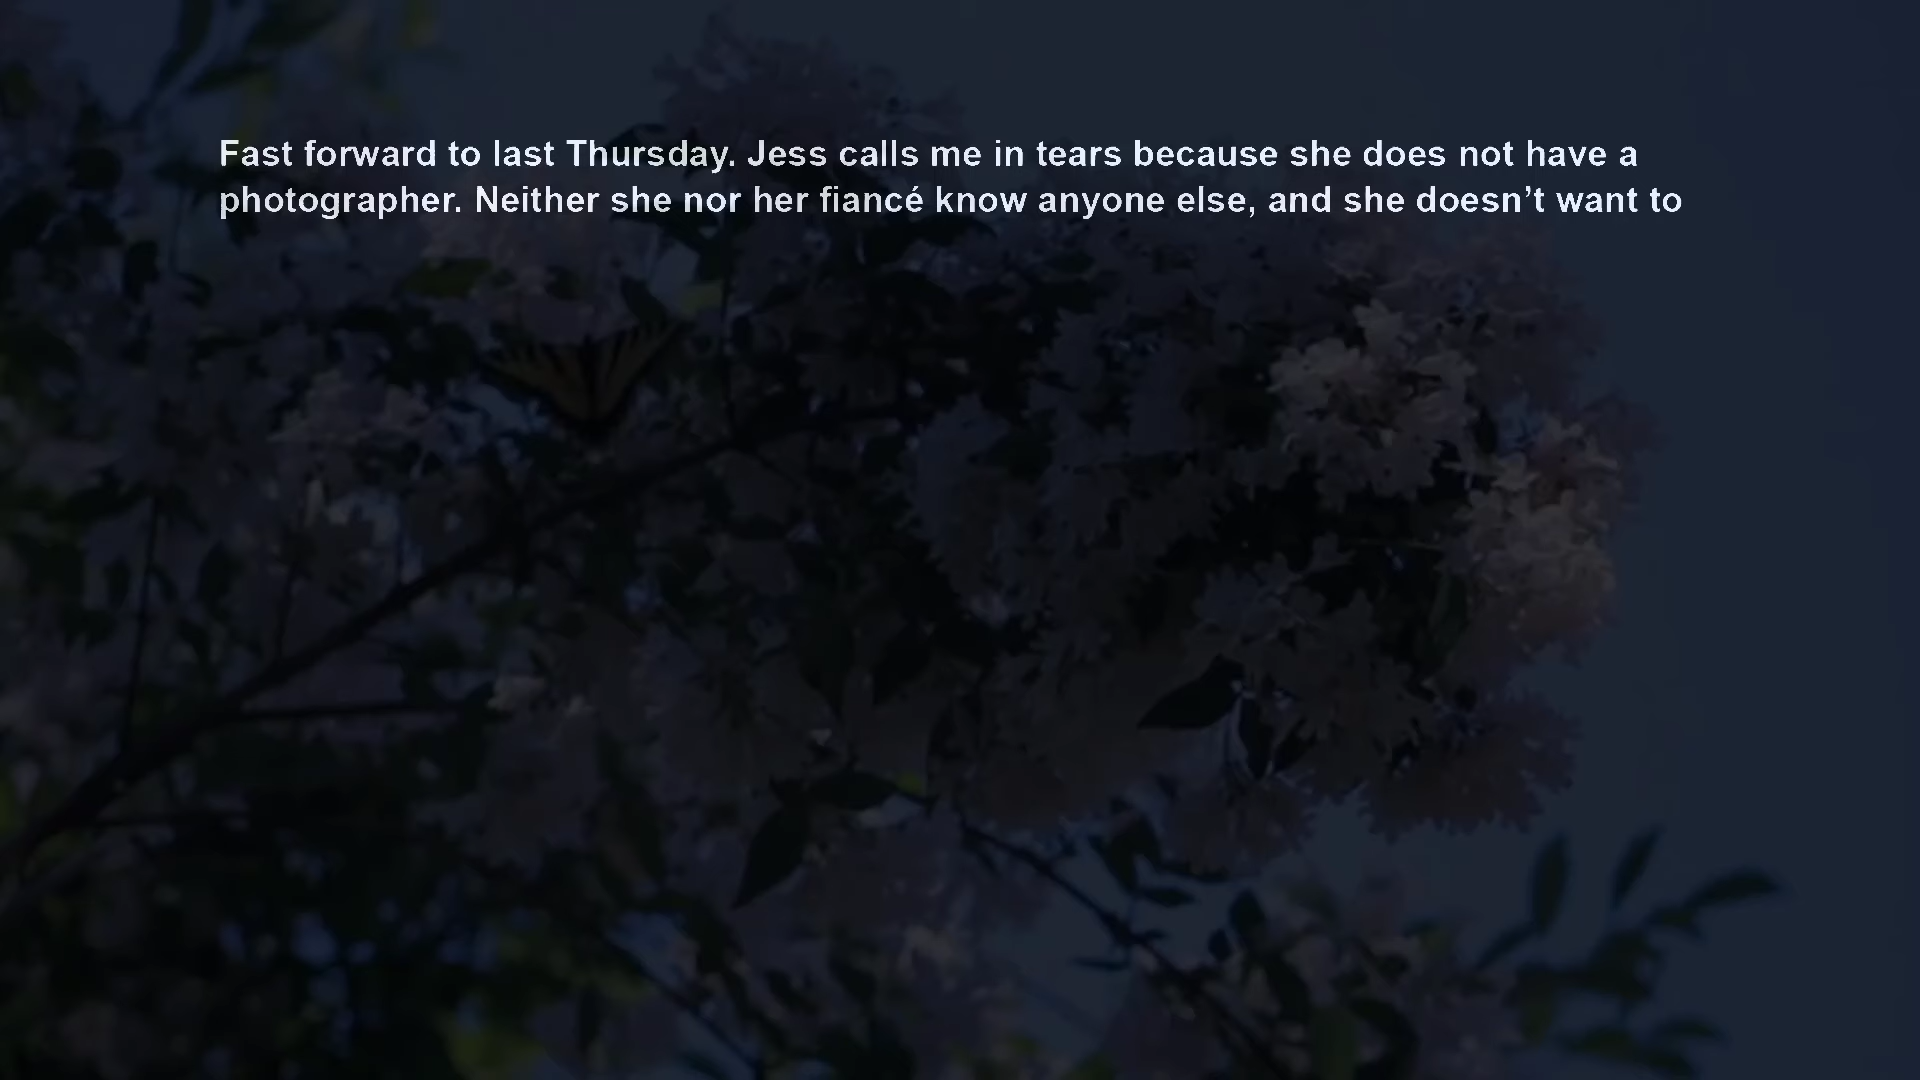 Fast forward to last Thursday. Jess calls me in tears because she does not have a
photographer. Neither she nor her fiancé know anyone else, and she doesn’t want to